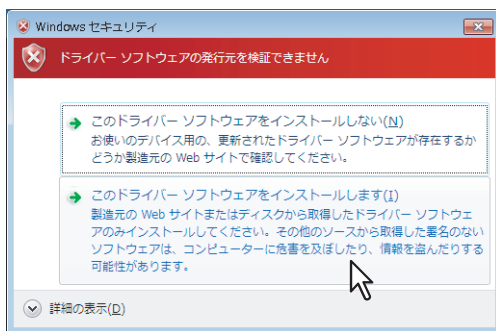 Windows セキュリティ
ドライバー ソフトウェアの発行元を検証できません
このドライバー ソフトウェアをインストールしない(N)
お使いのデバイス用の、更新されたドライバー ソフトウェアが存在するか
どうか製造元の Web サイトで確認してください。
このドライバー ソフトウェアをインストールします(I)
製造元の Web サイトまたはディスクから取得したドライバー ソフトウェ
アのみインストールしてください。その他のソースから取得した署名のない
ソフトウェアは、コンピューターに危害を及ぼしたり、情報を盗んだりする
可能性があります。
詳細の表示(D)